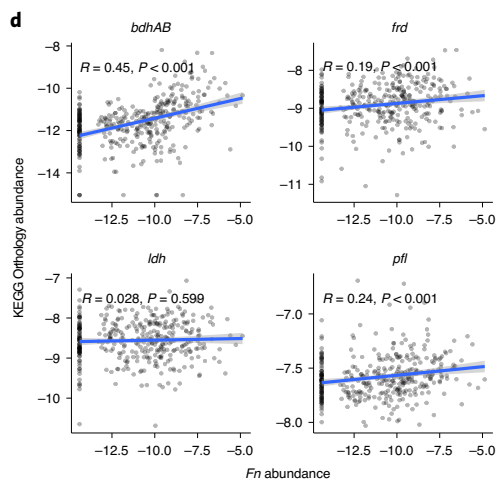 d
bdhAB
frd
KEGG Orthology abundance
−8
−10
−12
−14
R = 0.45, P < 0.001
−12.5 −10.0 −7.5 −5.0
−8
−9
−10
−11
R = 0.19, P < 0.001
−12.5 −10.0 −7.5 −5.0
ldh
pfl
−7
−8
−9
−10
R = 0.028, P = 0.599
−12.5 −10.0 −7.5 −5.0
−7.0
−7.5
−8.0
R = 0.24, P < 0.001
−12.5 −10.0 −7.5 −5.0
Fn abundance